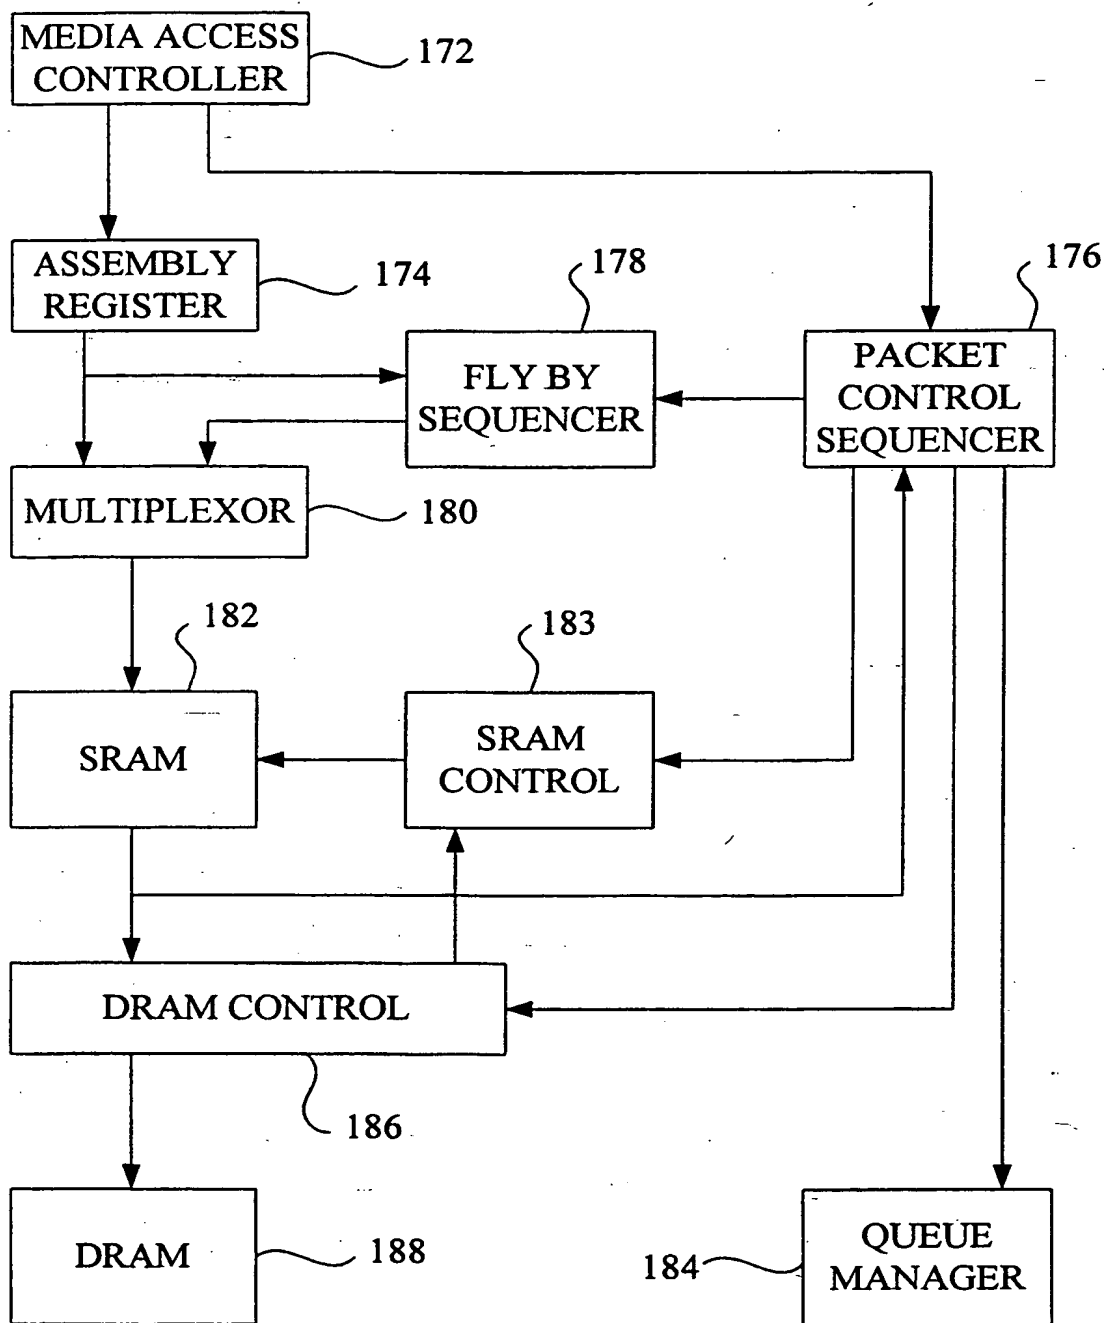 MEDIA ACCESS
CONTROLLER
172
ASSEMBLY
REGISTER
174
178
176
FLY BY
SEQUENCER
PACKET
CONTROL
SEQUENCER
MULTIPLEXOR
180
182
183
SRAM
SRAM
CONTROL
DRAM CONTROL
186
DRAM
188
184
QUEUE
MANAGER